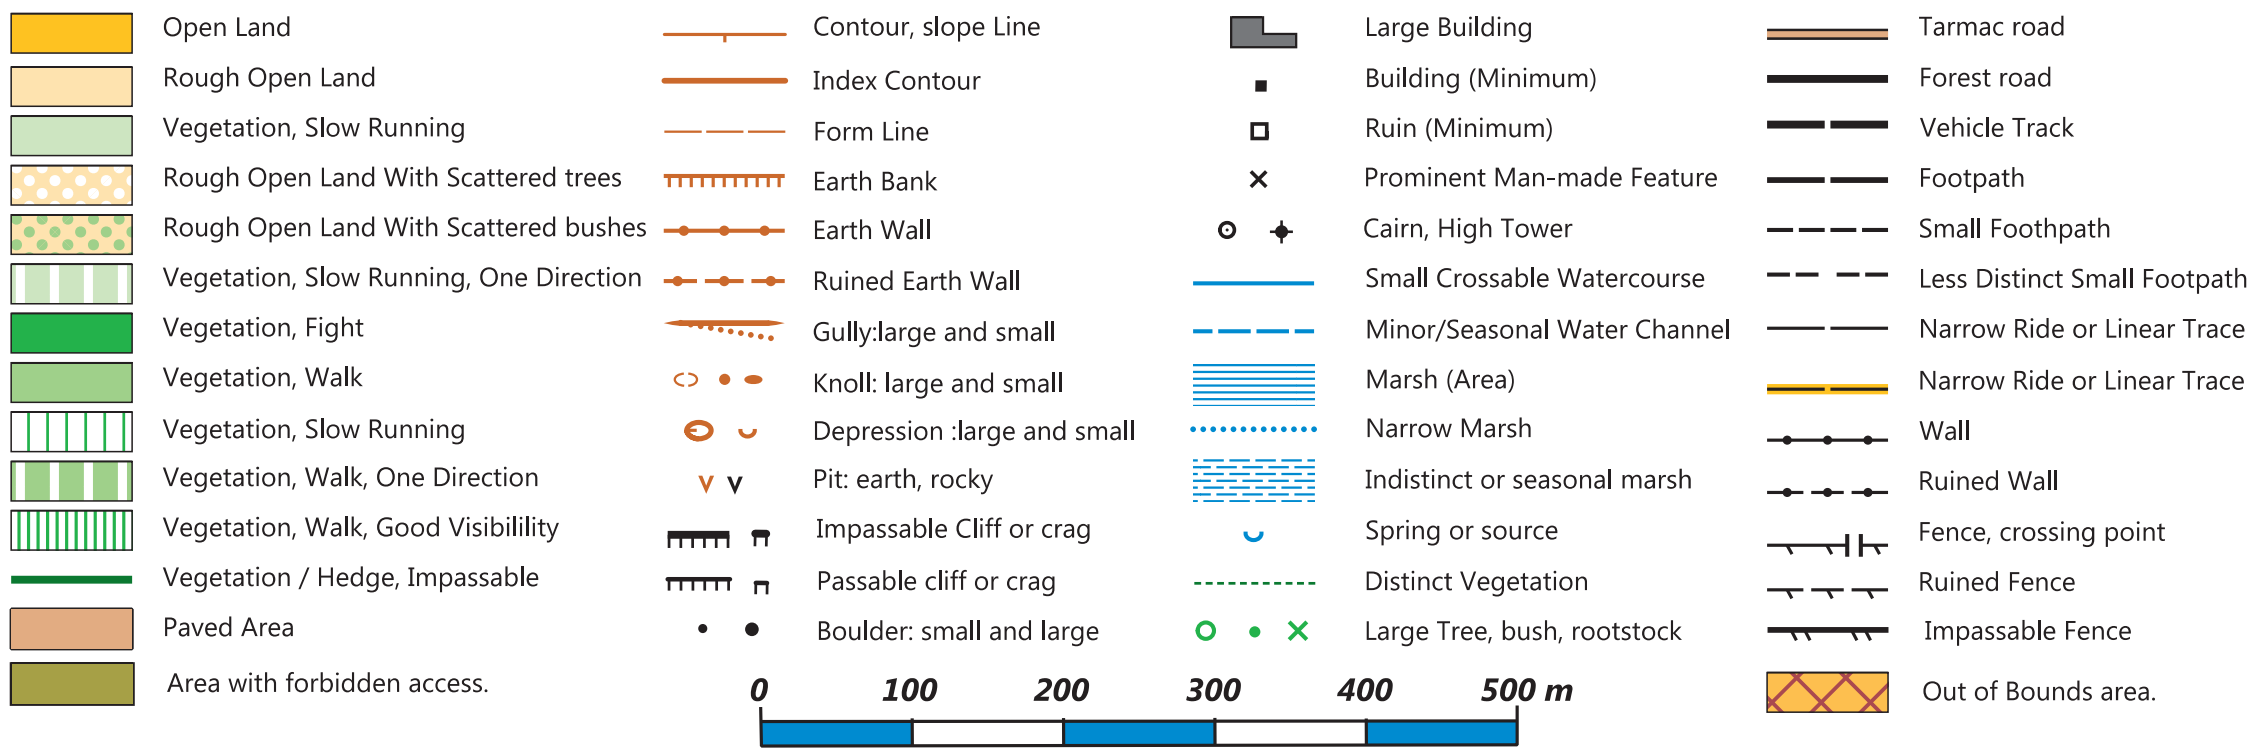 Open Land
Rough Open Land
Vegetation, Slow Running
Rough Open Land With Scattered trees
Rough Open Land With Scattered bushes
Vegetation, Slow Running, One Direction
Vegetation, Fight
Vegetation, Walk
Vegetation, Slow Running
Vegetation, Walk, One Direction
Vegetation, Walk, Good Visibilility
Vegetation / Hedge, Impassable
Paved Area
Area with forbidden access.
Contour, slope Line
Index Contour
Form Line
Earth Bank
Earth Wall
Ruined Earth Wall
Gully:large and small
Knoll: large and small
Depression :large and small
Pit: earth, rocky
Impassable Cliff or crag
Passable cliff or crag
Boulder: small and large
Large Building
Building (Minimum)
Ruin (Minimum)
Prominent Man-made Feature
Cairn, High Tower
Small Crossable Watercourse
Minor/Seasonal Water Channel
Marsh (Area)
Narrow Marsh
Indistinct or seasonal marsh
Spring or source
Distinct Vegetation
Large Tree, bush, rootstock
Tarmac road
Forest road
Vehicle Track
Footpath
Small Foothpath
Less Distinct Small Footpath
Narrow Ride or Linear Trace
Narrow Ride or Linear Trace
Wall
Ruined Wall
Fence, crossing point
Ruined Fence
Impassable Fence
Out of Bounds area.
0 100 200 300 400 500 m